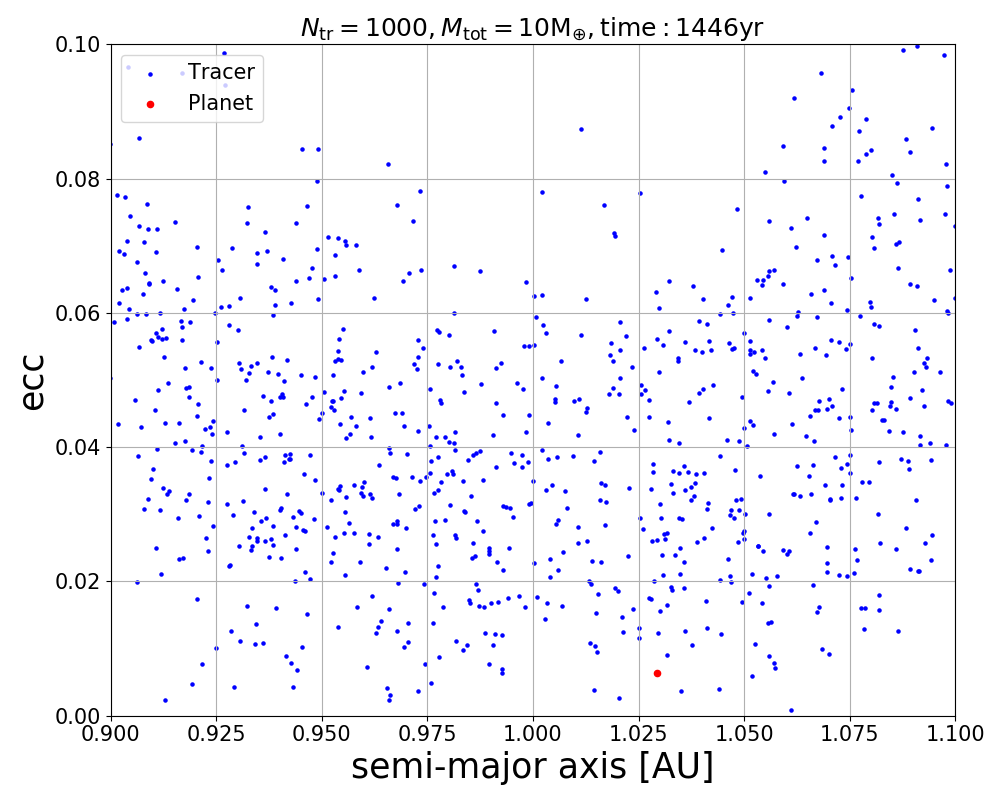 N_tr = 1000, M_tot = 10M_⊕, time : 1446yr
0.10
Tracer
Planet
0.08
0.06
ecc
0.04
0.02
0.00
0.900 0.925 0.950 0.975 1.000 1.025 1.050 1.075 1.100
semi-major axis [AU]